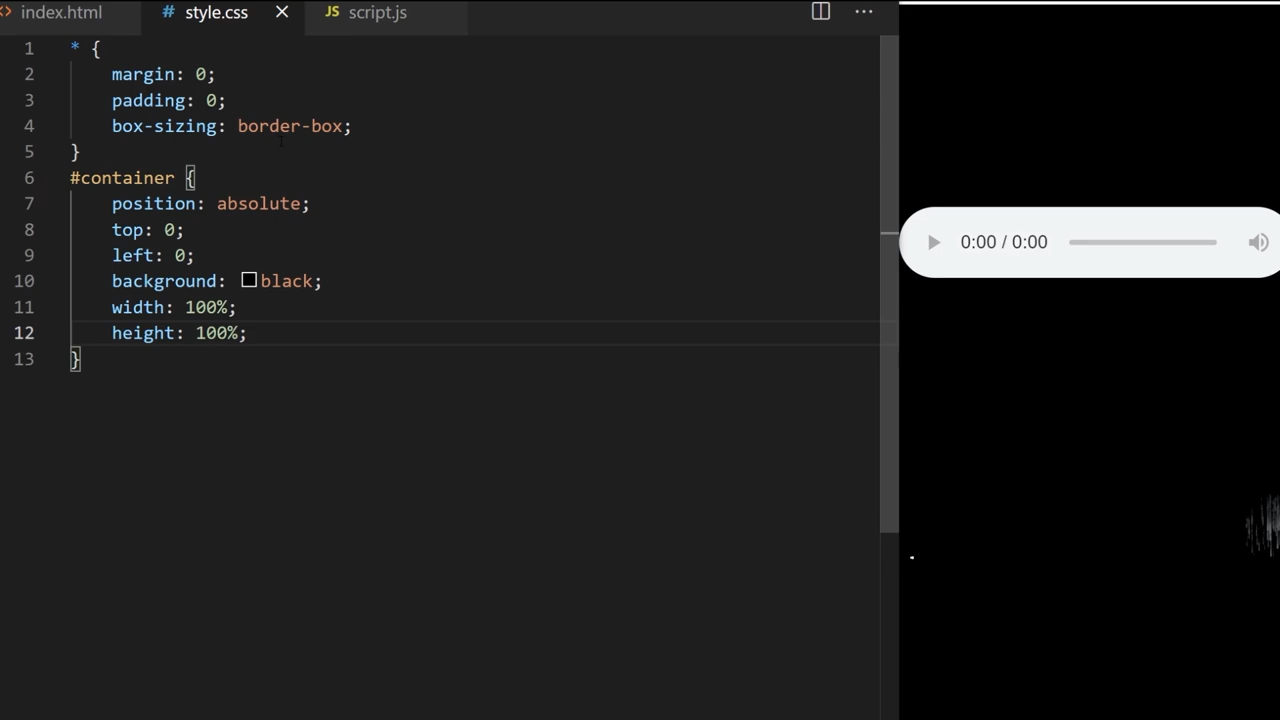 index.html # style.css × JS script.js ···
1 * {
2 margin: 0;
3 padding: 0;
4 box-sizing: border-box;
5 }
6 #container {
7 position: absolute;
8 top: 0;
9 left: 0;
10 background: black;
11 width: 100%;
12 height: 100%;
13 }
0:00 / 0:00